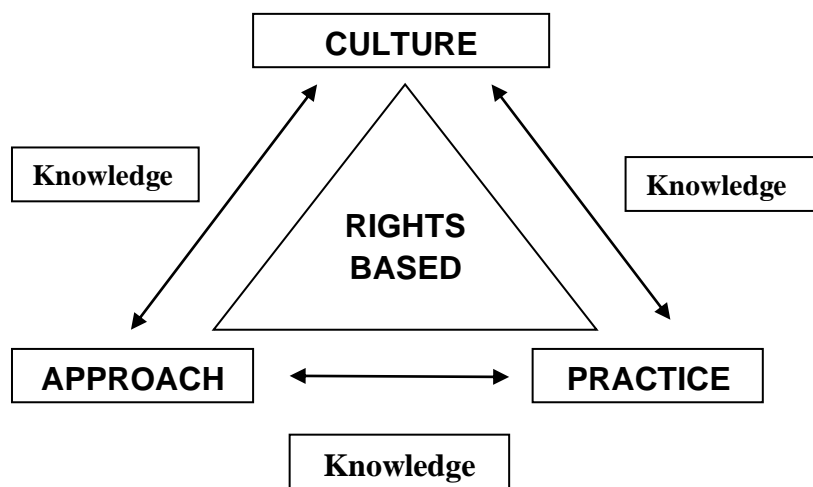 CULTURE
Knowledge
Knowledge
RIGHTS
BASED
APPROACH
PRACTICE
Knowledge